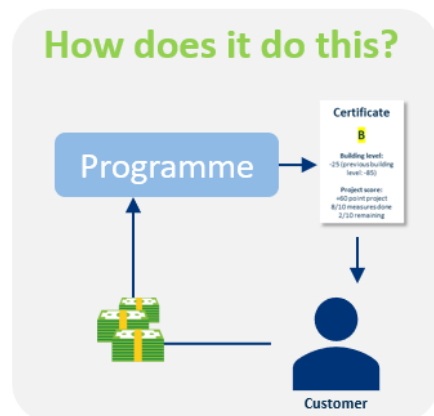 How does it do this?
Certificate
B
Building level:
-25 (previous building
level: -85)
Project score:
+60 point project
8/10 measures done
2/10 remaining
Programme
Customer